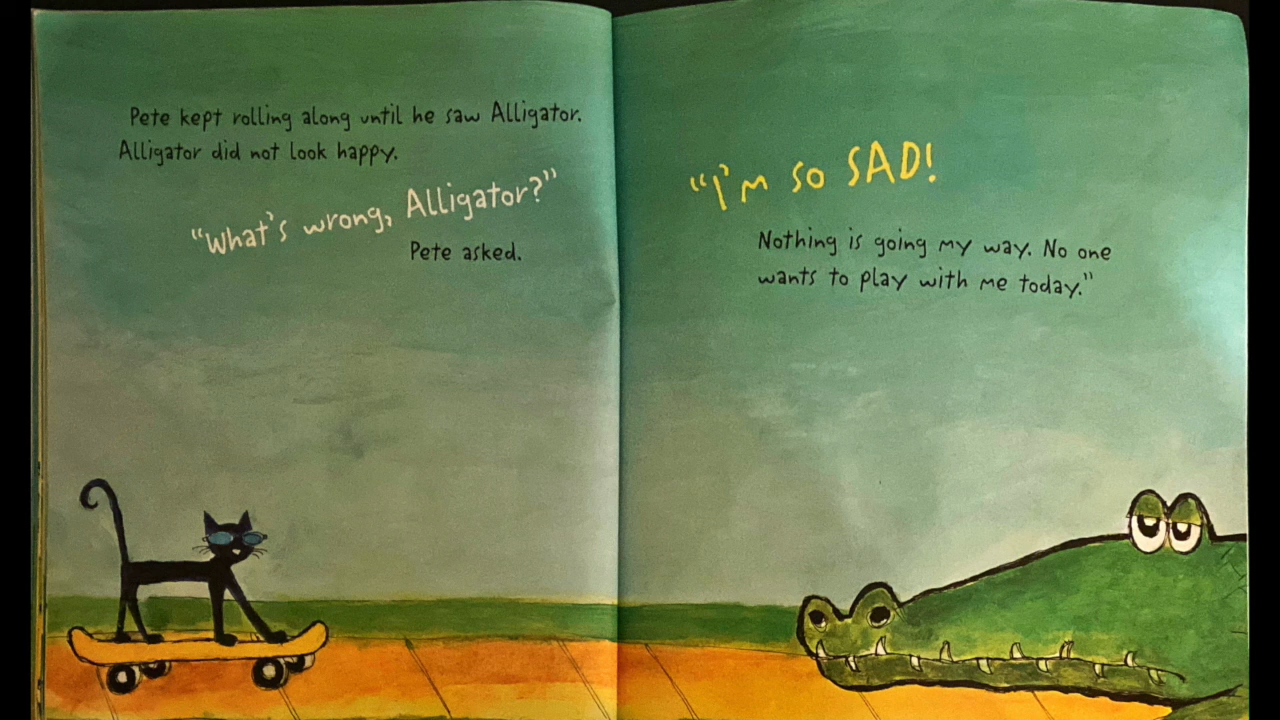 Pete kept rolling along until he saw Alligator.
Alligator did not look happy.
"What's wrong, Alligator?"
Pete asked.
"I'm so SAD!
Nothing is going my way. No one
wants to play with me today."